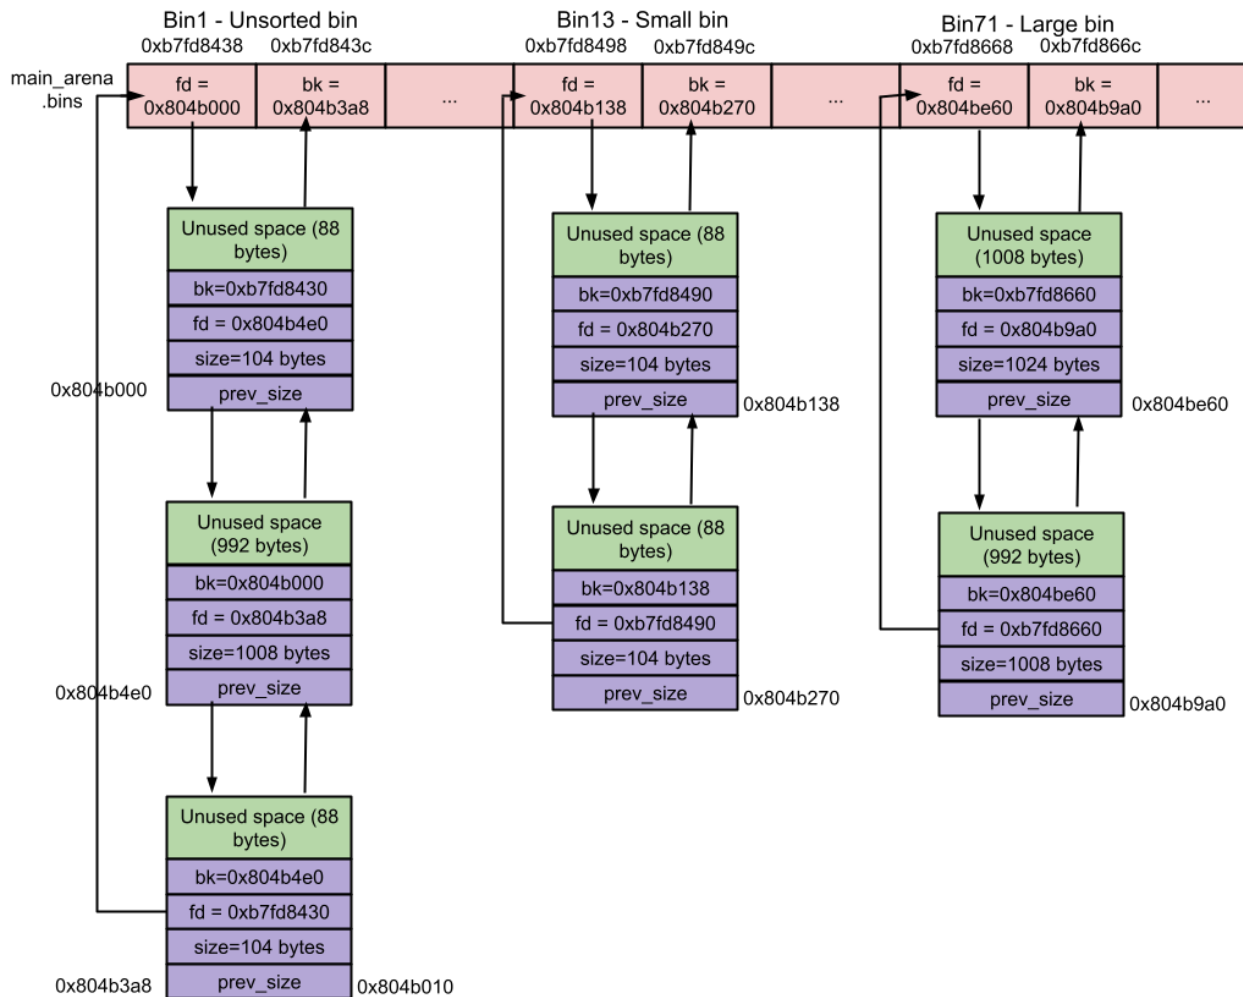 Bin1 - Unsorted bin
0xb7fd8438
0xb7fd843c
Bin13 - Small bin
0xb7fd8498
0xb7fd849c
Bin71 - Large bin
0xb7fd8668
0xb7fd866c
main_arena
.bins
fd =
0x804b000
bk =
0x804b3a8
...
fd =
0x804b138
bk =
0x804b270
...
fd =
0x804be60
bk =
0x804b9a0
...
Unused space (88
bytes)
bk=0xb7fd8430
fd = 0x804b4e0
size=104 bytes
prev_size
0x804b000
Unused space
(992 bytes)
bk=0x804b000
fd = 0x804b3a8
size=1008 bytes
prev_size
0x804b4e0
Unused space (88
bytes)
bk=0x804b4e0
fd = 0xb7fd8430
size=104 bytes
prev_size
0x804b3a8
0x804b010
Unused space (88
bytes)
bk=0xb7fd8490
fd = 0x804b270
size=104 bytes
prev_size
0x804b138
Unused space (88
bytes)
bk=0x804b138
fd = 0xb7fd8490
size=104 bytes
prev_size
0x804b270
Unused space
(1008 bytes)
bk=0xb7fd8660
fd = 0x804b9a0
size=1024 bytes
prev_size
0x804be60
Unused space
(992 bytes)
bk=0x804be60
fd = 0xb7fd8660
size=1008 bytes
prev_size
0x804b9a0